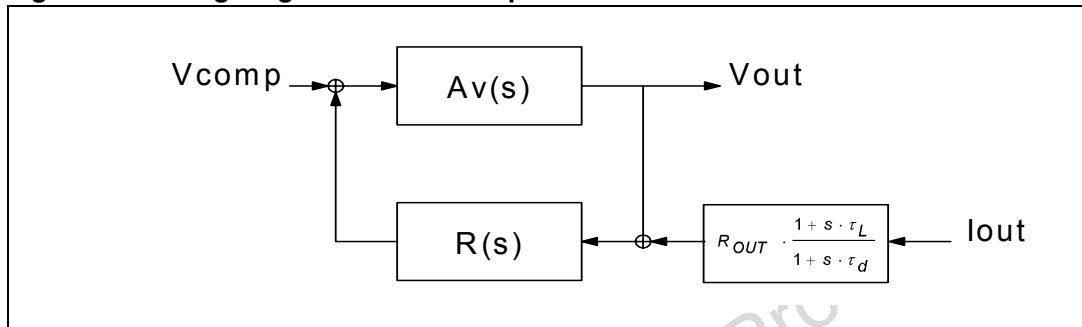 Vcomp
Av(s)
Vout
R(s)
R_OUT · (1 + s · τ_L) / (1 + s · τ_d)
Iout